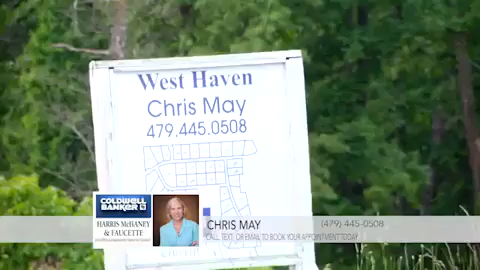 West Haven
Chris May
479.445.0508
COLDWELL
BANKER
HARRIS McHANEY
& FAUCETTE
CHRIS MAY
(479) 445-0508
CALL, TEXT, OR EMAIL TO BOOK YOUR APPOINTMENT TODAY